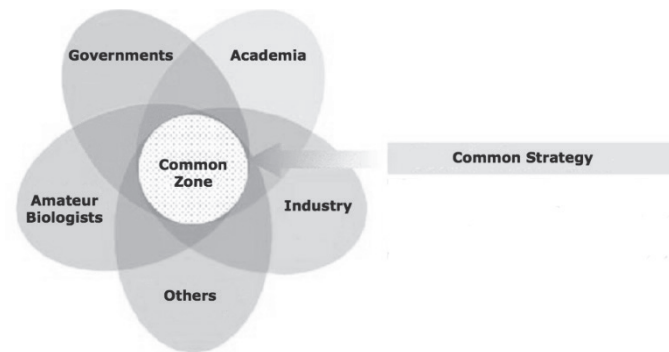 Governments
Academia
Common
Zone
Common Strategy
Amateur
Biologists
Industry
Others